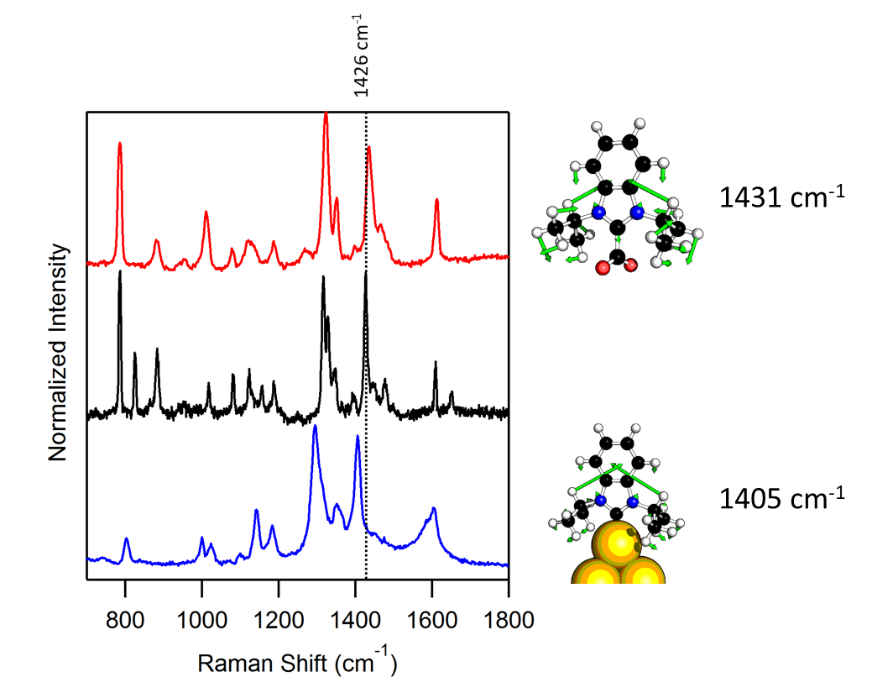 1426 cm⁻¹
1431 cm⁻¹
Normalized Intensity
1405 cm⁻¹
800 1000 1200 1400 1600 1800
Raman Shift (cm⁻¹)